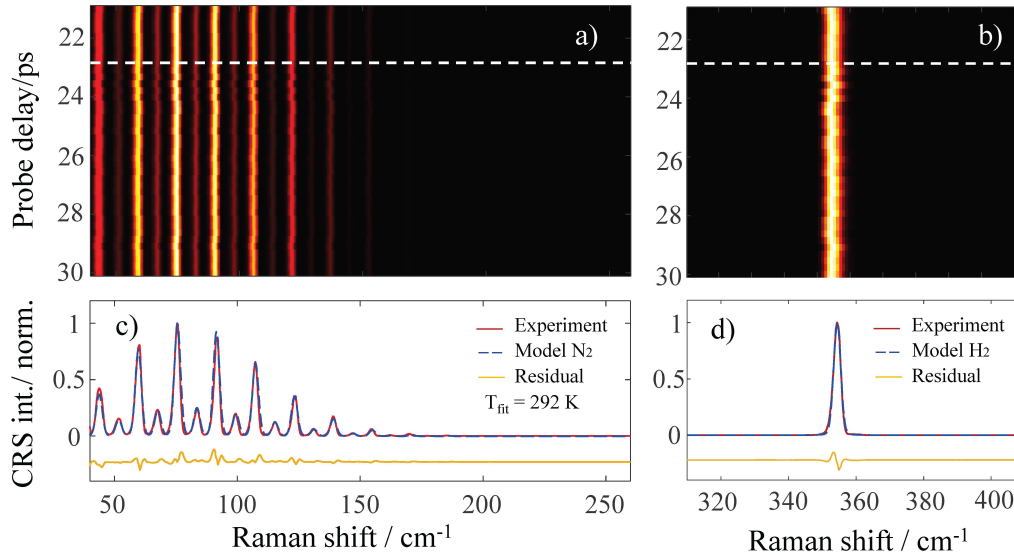 a)
b)
Probe delay/ps
22
24
26
28
30
22
24
26
28
30
c)
d)
CRS int./ norm.
1
0.5
0
Experiment
Model N2
Residual
Tfit = 292 K
1
0.5
0
Experiment
Model H2
Residual
50 100 150 200 250
320 340 360 380 400
Raman shift / cm-1
Raman shift / cm-1